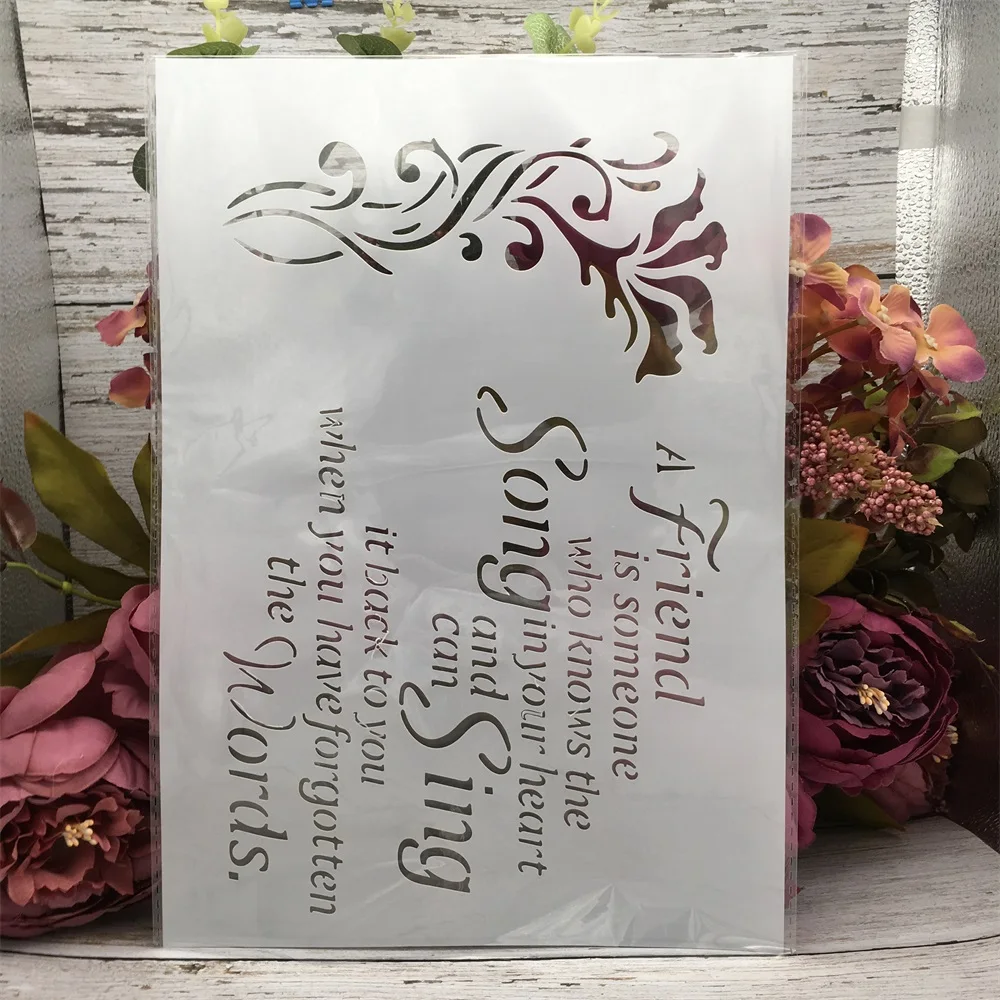 A Friend
is someone
who knows the
Song in your heart
and
can Sing
it back to you
when you have forgotten
the Words.